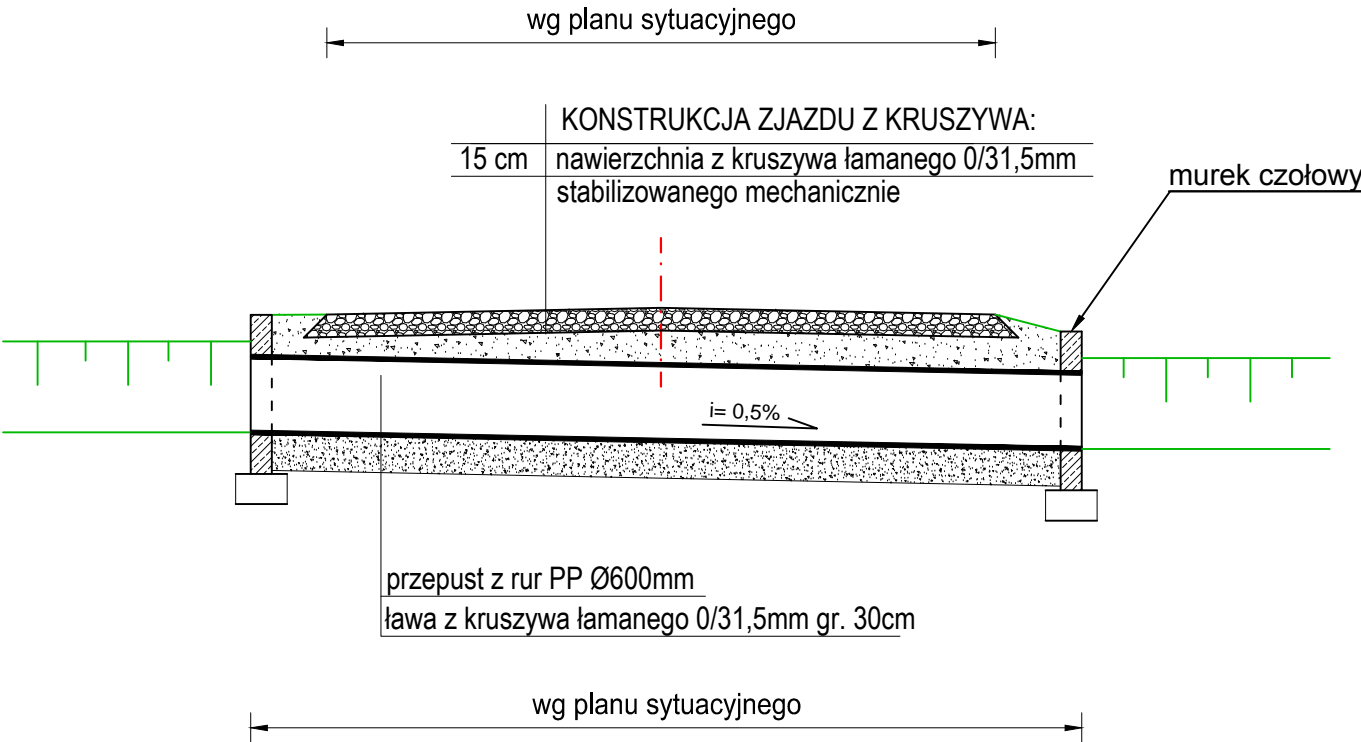 wg planu sytuacyjnego
KONSTRUKCJA ZJAZDU Z KRUSZYWA:
15 cm nawierzchnia z kruszywa łamanego 0/31,5mm
stabilizowanego mechanicznie
murek czołowy
i= 0,5%
przepust z rur PP Ø600mm
ława z kruszywa łamanego 0/31,5mm gr. 30cm
wg planu sytuacyjnego